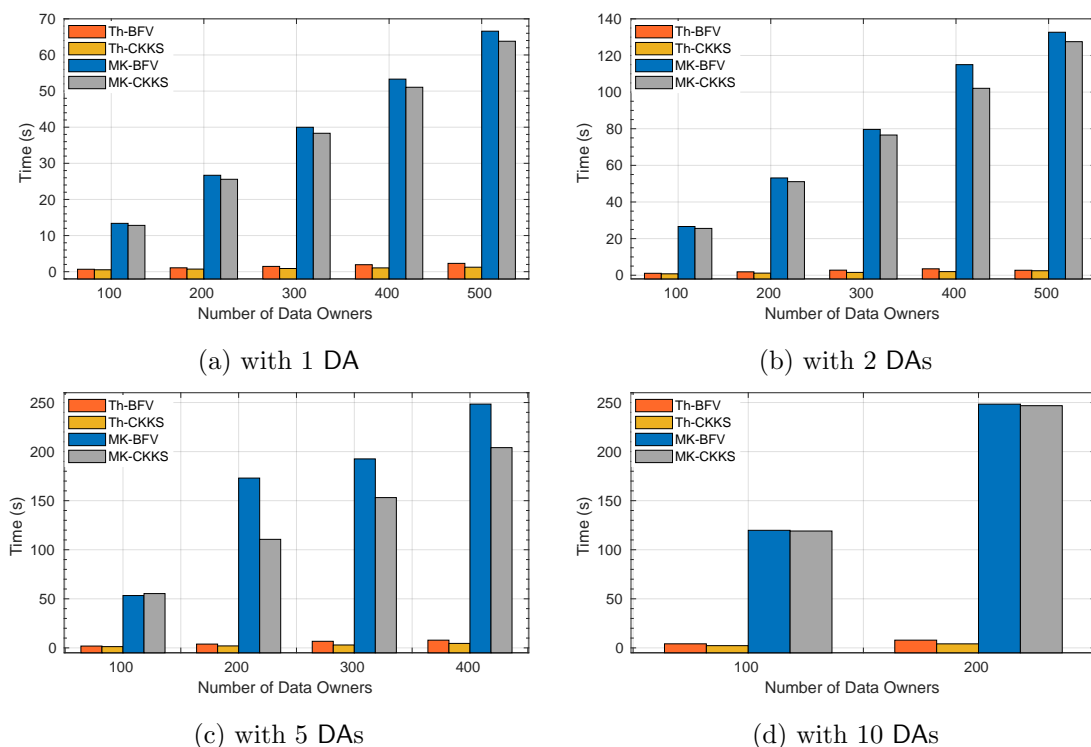 Time (s)
70
60
50
40
30
20
10
0
Th-BFV
Th-CKKS
MK-BFV
MK-CKKS
100 200 300 400 500
Number of Data Owners
(a) with 1 DA
Time (s)
140
120
100
80
60
40
20
0
Th-BFV
Th-CKKS
MK-BFV
MK-CKKS
100 200 300 400 500
Number of Data Owners
(b) with 2 DAs
Time (s)
250
200
150
100
50
0
Th-BFV
Th-CKKS
MK-BFV
MK-CKKS
100 200 300 400
Number of Data Owners
(c) with 5 DAs
Time (s)
250
200
150
100
50
0
Th-BFV
Th-CKKS
MK-BFV
MK-CKKS
100 200
Number of Data Owners
(d) with 10 DAs